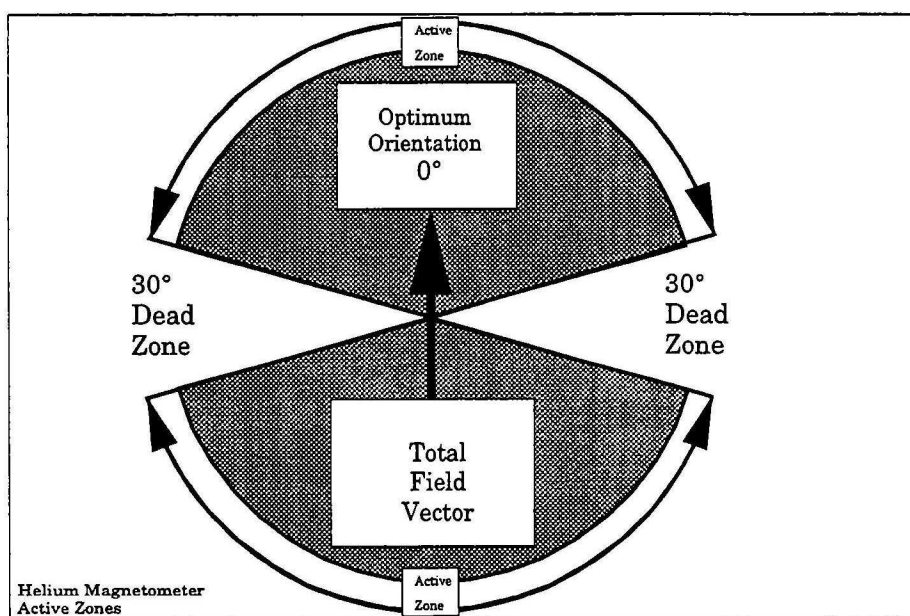 Active
Zone
Optimum
Orientation
0°
30°
Dead
Zone
30°
Dead
Zone
Total
Field
Vector
Active
Zone
Helium Magnetometer
Active Zones